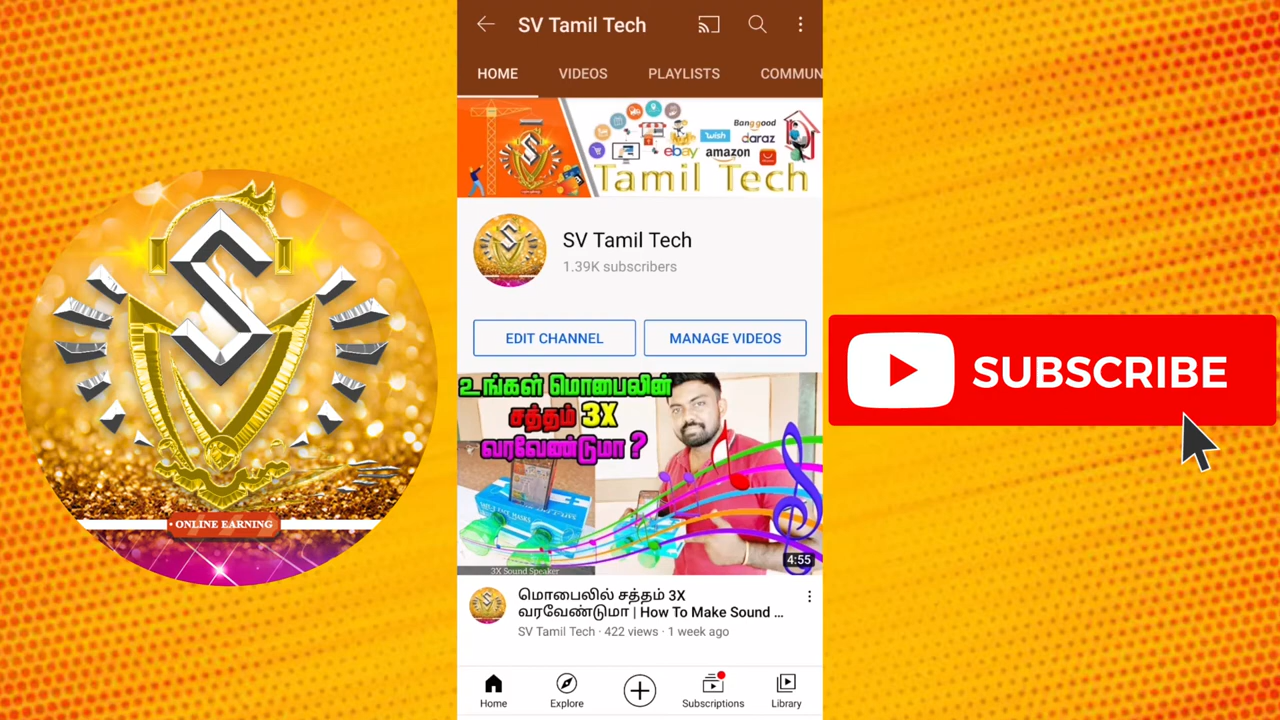 SV Tamil Tech
HOME VIDEOS PLAYLISTS COMMUN
Banggood
wish daraz
ebay amazon
Tamil Tech
SV Tamil Tech
1.39K subscribers
EDIT CHANNEL MANAGE VIDEOS
உங்கள் மொபைலின்
சத்தம் 3X
வரவேண்டுமா ?
3X Sound Speaker
4:55
மொபைலில் சத்தம் 3X
வரவேண்டுமா | How To Make Sound ...
SV Tamil Tech · 422 views · 1 week ago
Home Explore Subscriptions Library
SV
• ONLINE EARNING
SUBSCRIBE